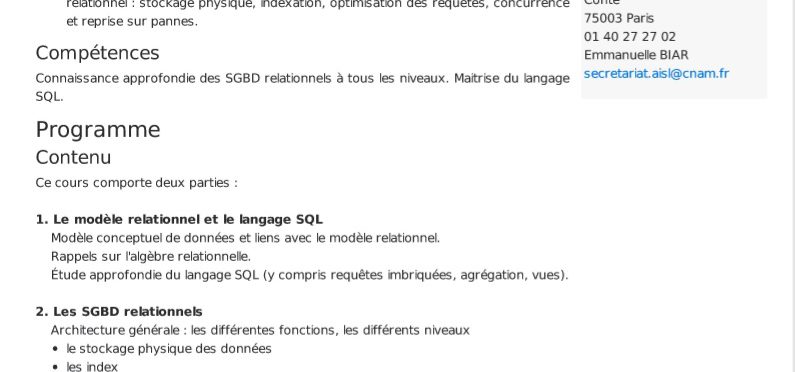 relationnel : stockage physique, indexation, optimisation des requêtes, concurrence
et reprise sur pannes.
Compétences
Connaissance approfondie des SGBD relationnels à tous les niveaux. Maitrise du langage
SQL.
Programme
Contenu
Ce cours comporte deux parties :
1. Le modèle relationnel et le langage SQL
Modèle conceptuel de données et liens avec le modèle relationnel.
Rappels sur l'algèbre relationnelle.
Étude approfondie du langage SQL (y compris requêtes imbriquées, agrégation, vues).
2. Les SGBD relationnels
Architecture générale : les différentes fonctions, les différents niveaux
• le stockage physique des données
• les index
Conté
75003 Paris
01 40 27 27 02
Emmanuelle BIAR
secretariat.aisl@cnam.fr